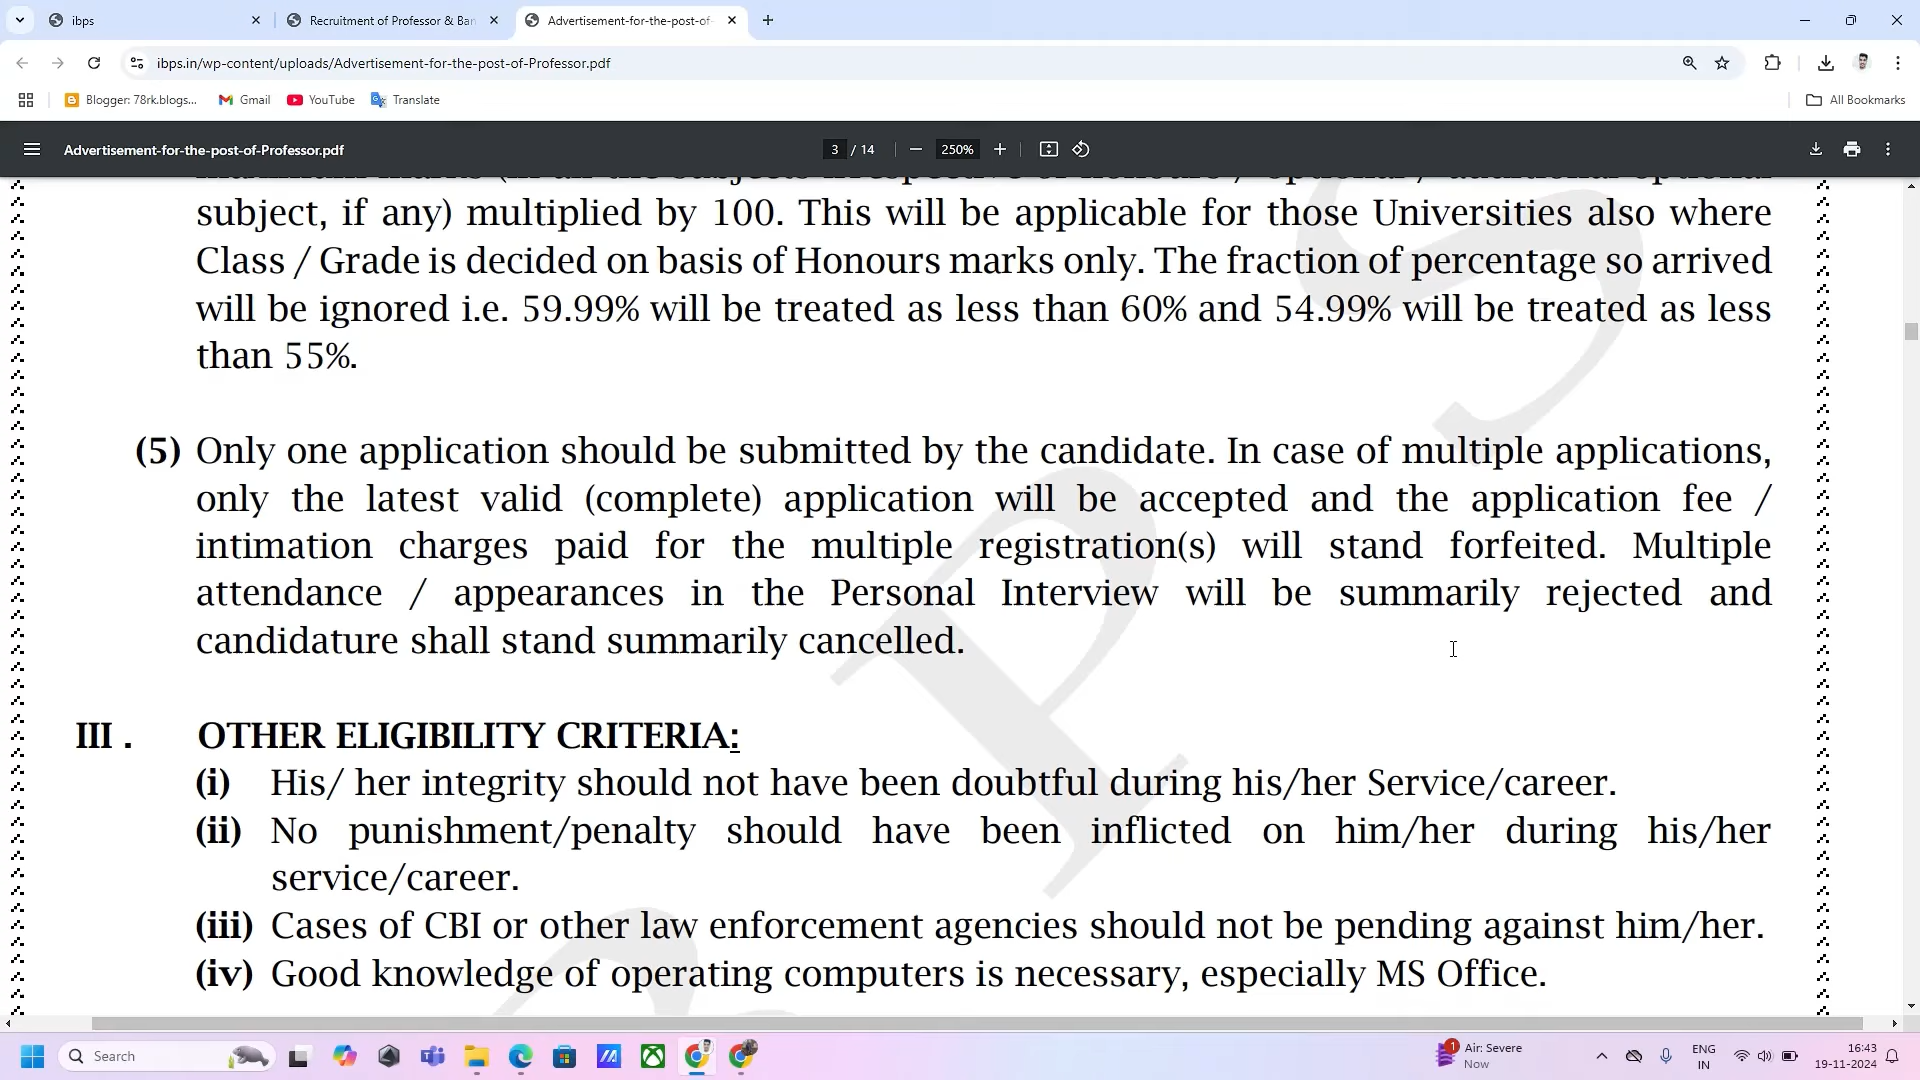 ibps
Recruitment of Professor & Ban
Advertisement-for-the-post-of-
ibps.in/wp-content/uploads/Advertisement-for-the-post-of-Professor.pdf
Blogger: 78rk.blogs...
Gmail
YouTube
Translate
All Bookmarks
Advertisement-for-the-post-of-Professor.pdf
3 / 14
250%
subject, if any) multiplied by 100. This will be applicable for those Universities also where
Class / Grade is decided on basis of Honours marks only. The fraction of percentage so arrived
will be ignored i.e. 59.99% will be treated as less than 60% and 54.99% will be treated as less
than 55%.
(5) Only one application should be submitted by the candidate. In case of multiple applications,
only the latest valid (complete) application will be accepted and the application fee /
intimation charges paid for the multiple registration(s) will stand forfeited. Multiple
attendance / appearances in the Personal Interview will be summarily rejected and
candidature shall stand summarily cancelled.
III . OTHER ELIGIBILITY CRITERIA:
(i) His/ her integrity should not have been doubtful during his/her Service/career.
(ii) No punishment/penalty should have been inflicted on him/her during his/her
service/career.
(iii) Cases of CBI or other law enforcement agencies should not be pending against him/her.
(iv) Good knowledge of operating computers is necessary, especially MS Office.
Search
1
Air: Severe
Now
ENG
IN
16:43
19-11-2024